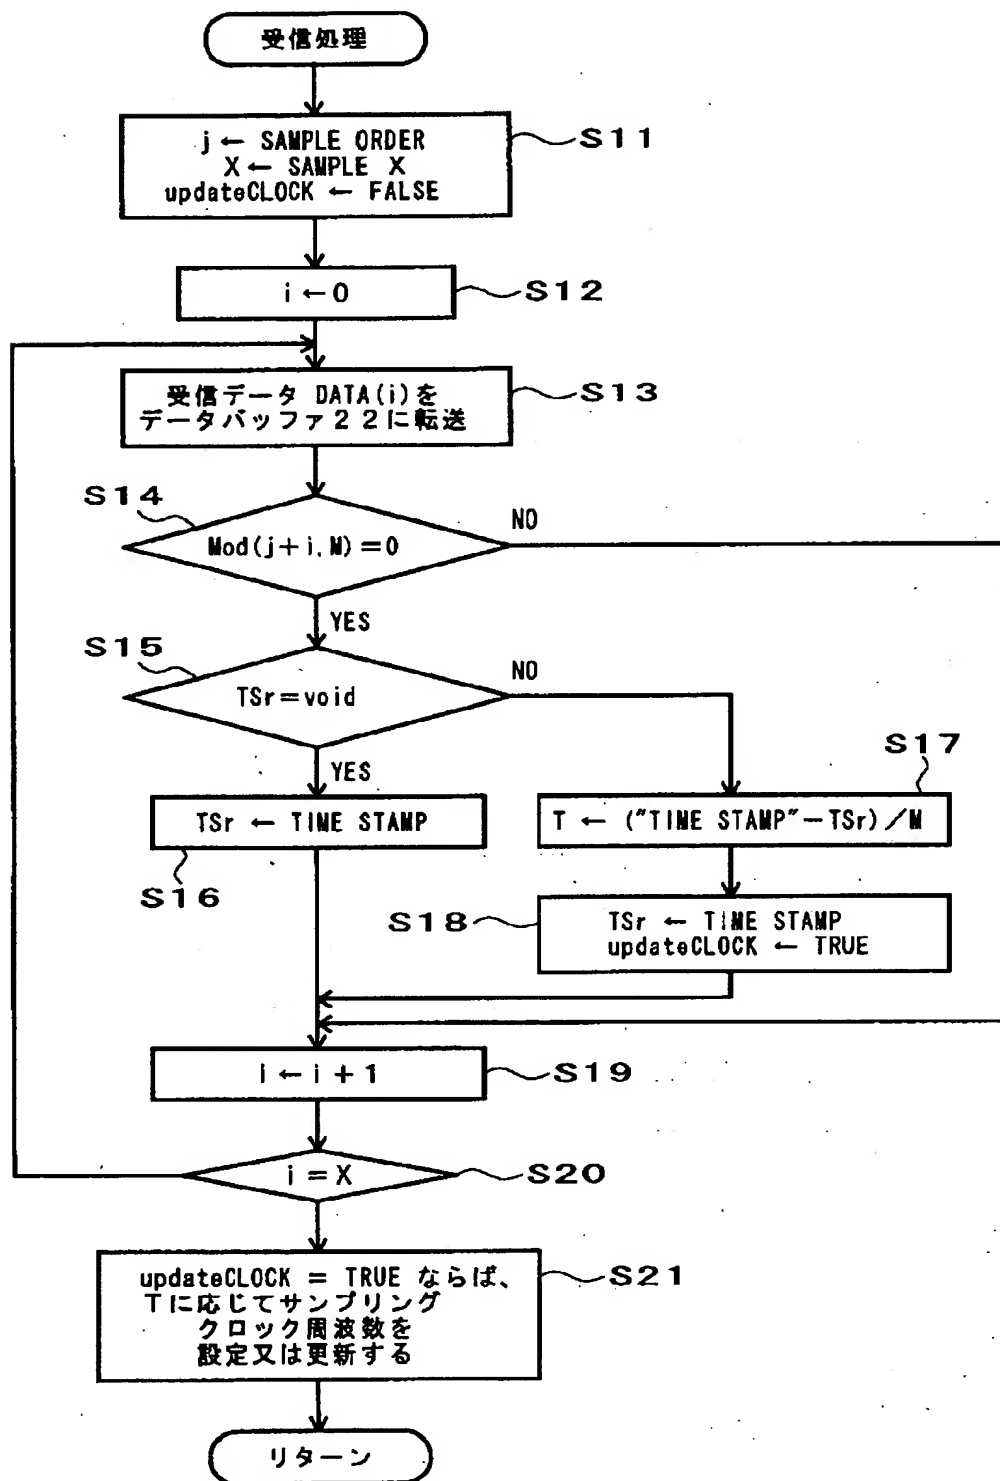 受信処理
j ← SAMPLE ORDER
X ← SAMPLE X
updateCLOCK ← FALSE
S11
i ← 0
S12
受信データ DATA(i)を
データバッファ22に転送
S13
S14
Mod(j+i,M)=0
NO
YES
S15
TSr=void
NO
YES
TSr ← TIME STAMP
S16
S17
T ← ("TIME STAMP"-TSr)/M
S18
TSr ← TIME STAMP
updateCLOCK ← TRUE
i ← i + 1
S19
i = X
S20
updateCLOCK = TRUE ならば、
Tに応じてサンプリング
クロック周波数を
設定又は更新する
S21
リターン